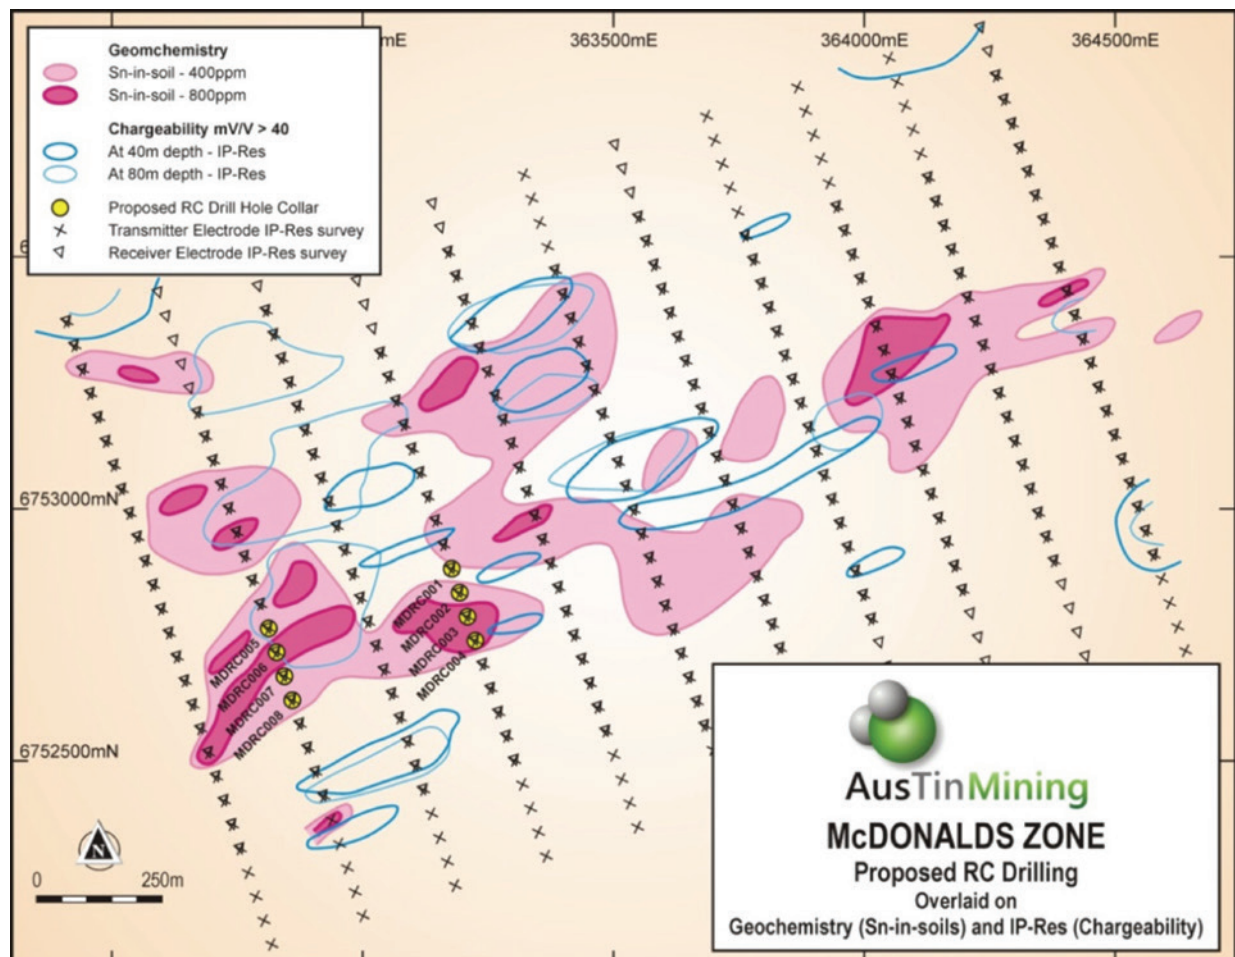 Geomchemistry
Sn-in-soil - 400ppm
Sn-in-soil - 800ppm
Chargeability mV/V > 40
At 40m depth - IP-Res
At 80m depth - IP-Res
Proposed RC Drill Hole Collar
Transmitter Electrode IP-Res survey
Receiver Electrode IP-Res survey
mE
363500mE
364000mE
364500mE
6753000mN
6752500mN
MDRC001
MDRC002
MDRC003
MDRC004
MDRC005
MDRC006
MDRC007
MDRC008
N
0 250m
AusTinMining
McDONALDS ZONE
Proposed RC Drilling
Overlaid on
Geochemistry (Sn-in-soils) and IP-Res (Chargeability)